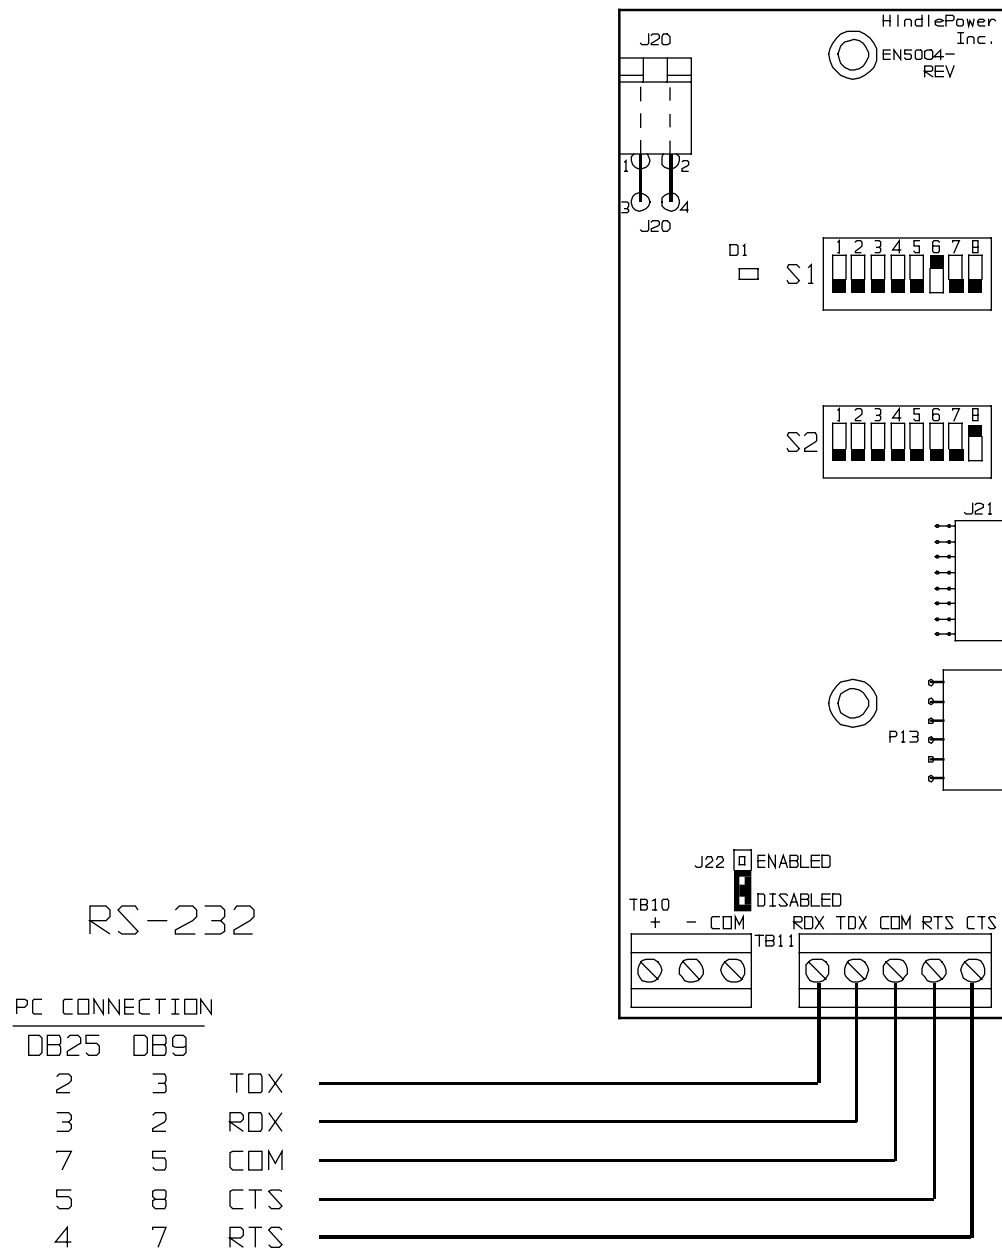 HindlePower
Inc.
J20
EN5004-
REV
1 2
3 4
J20
D1
S1
1 2 3 4 5 6 7 8
S2
1 2 3 4 5 6 7 8
J21
P13
J22 ENABLED
DISABLED
TB10
+ - COM
TB11
RDX TDX COM RTS CTS
RS-232
PC CONNECTION
DB25 DB9
2 3 TDX
3 2 RDX
7 5 COM
5 8 CTS
4 7 RTS